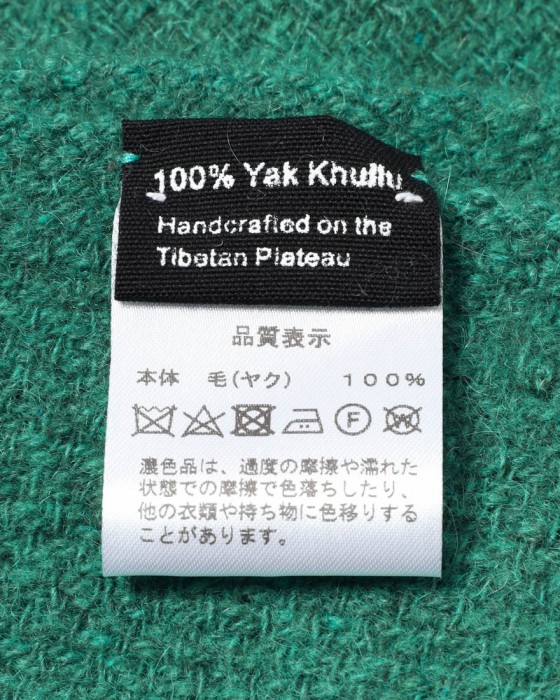 100% Yak Khullu
Handcrafted on the
Tibetan Plateau
品質表示
本体 毛(ヤク) 100%
F W
濃色品は、過度の摩擦や濡れた
状態での摩擦で色落ちしたり、
他の衣類や持ち物に色移りする
ことがあります。